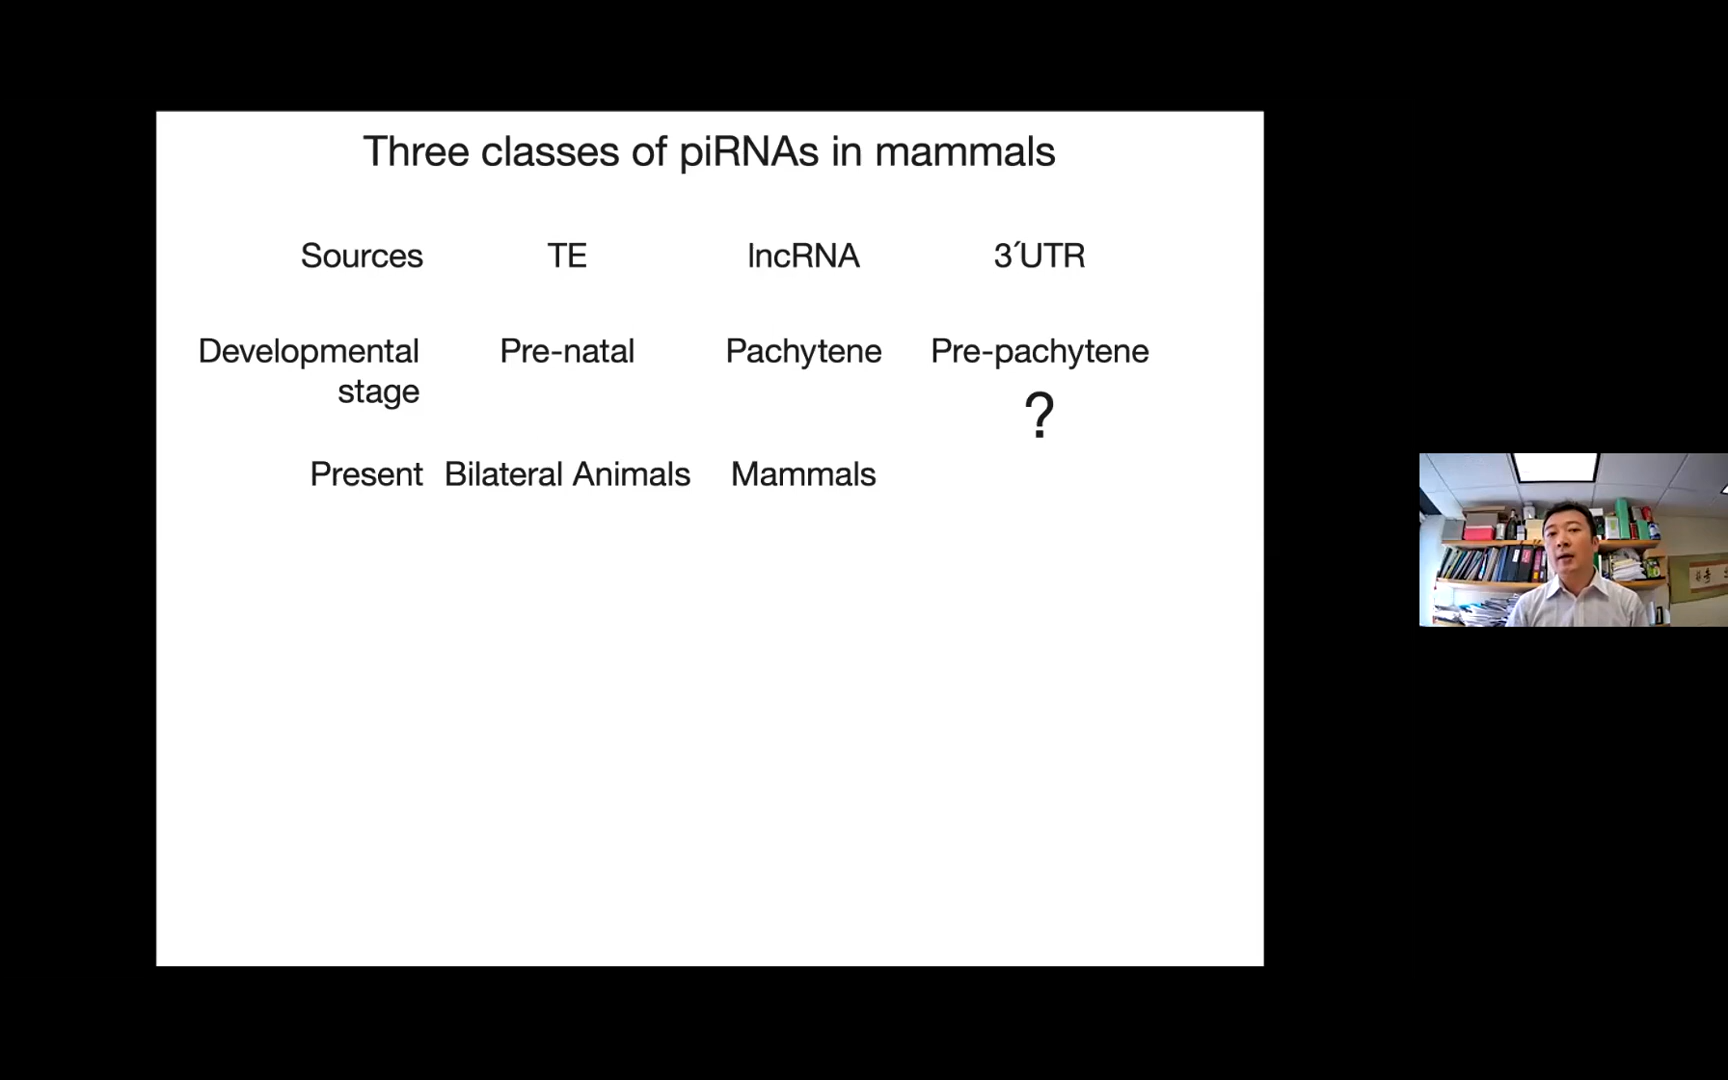 Three classes of piRNAs in mammals
Sources TE lncRNA 3´UTR
Developmental stage Pre-natal Pachytene Pre-pachytene
?
Present Bilateral Animals Mammals